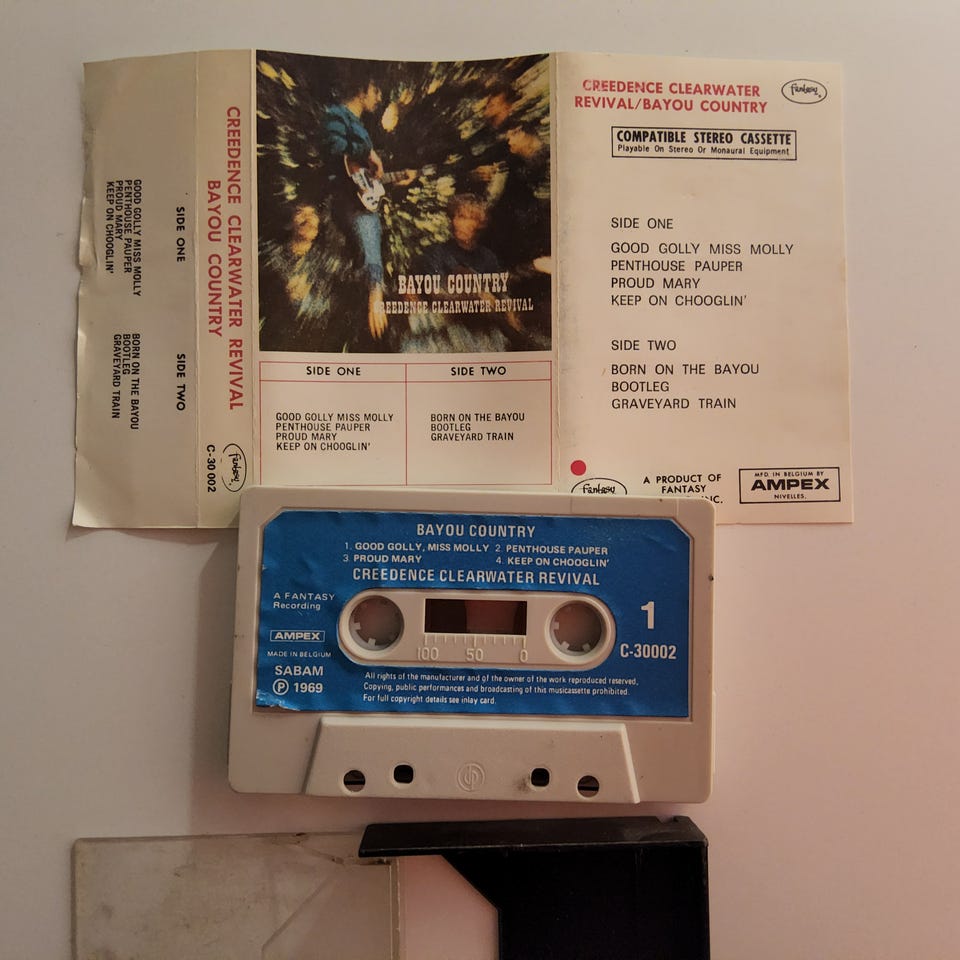 GOOD GOLLY MISS MOLLY
PENTHOUSE PAUPER
PROUD MARY
KEEP ON CHOOGLIN'
SIDE ONE
BORN ON THE BAYOU
BOOTLEG
GRAVEYARD TRAIN
SIDE TWO
CREEDENCE CLEARWATER REVIVAL
BAYOU COUNTRY
fantasy
C-30 002
BAYOU COUNTRY
CREEDENCE CLEARWATER REVIVAL
SIDE ONE
GOOD GOLLY MISS MOLLY
PENTHOUSE PAUPER
PROUD MARY
KEEP ON CHOOGLIN'
SIDE TWO
BORN ON THE BAYOU
BOOTLEG
GRAVEYARD TRAIN
CREEDENCE CLEARWATER
REVIVAL/BAYOU COUNTRY
fantasy
COMPATIBLE STEREO CASSETTE
Playable On Stereo Or Monaural Equipment
SIDE ONE
GOOD GOLLY MISS MOLLY
PENTHOUSE PAUPER
PROUD MARY
KEEP ON CHOOGLIN'
SIDE TWO
BORN ON THE BAYOU
BOOTLEG
GRAVEYARD TRAIN
fantasy
A PRODUCT OF
FANTASY
INC.
MFD. IN BELGIUM BY
AMPEX
NIVELLES.
BAYOU COUNTRY
1. GOOD GOLLY, MISS MOLLY 2. PENTHOUSE PAUPER
3. PROUD MARY 4. KEEP ON CHOOGLIN'
CREEDENCE CLEARWATER REVIVAL
A FANTASY
Recording
AMPEX
MADE IN BELGIUM
SABAM
Ⓟ 1969
100 50 0
1
C-30002
All rights of the manufacturer and of the owner of the work reproduced reserved.
Copying, public performances and broadcasting of this musicassette prohibited.
For full copyright details see inlay card.